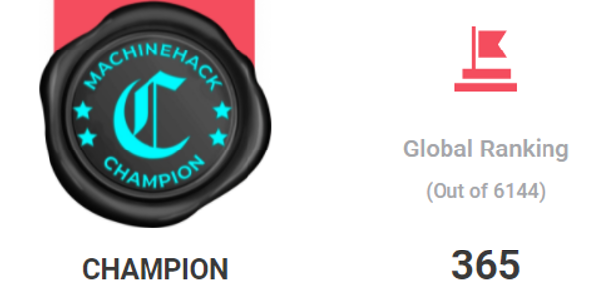 MACHINEHACK
C
CHAMPION
CHAMPION
Global Ranking
(Out of 6144)
365